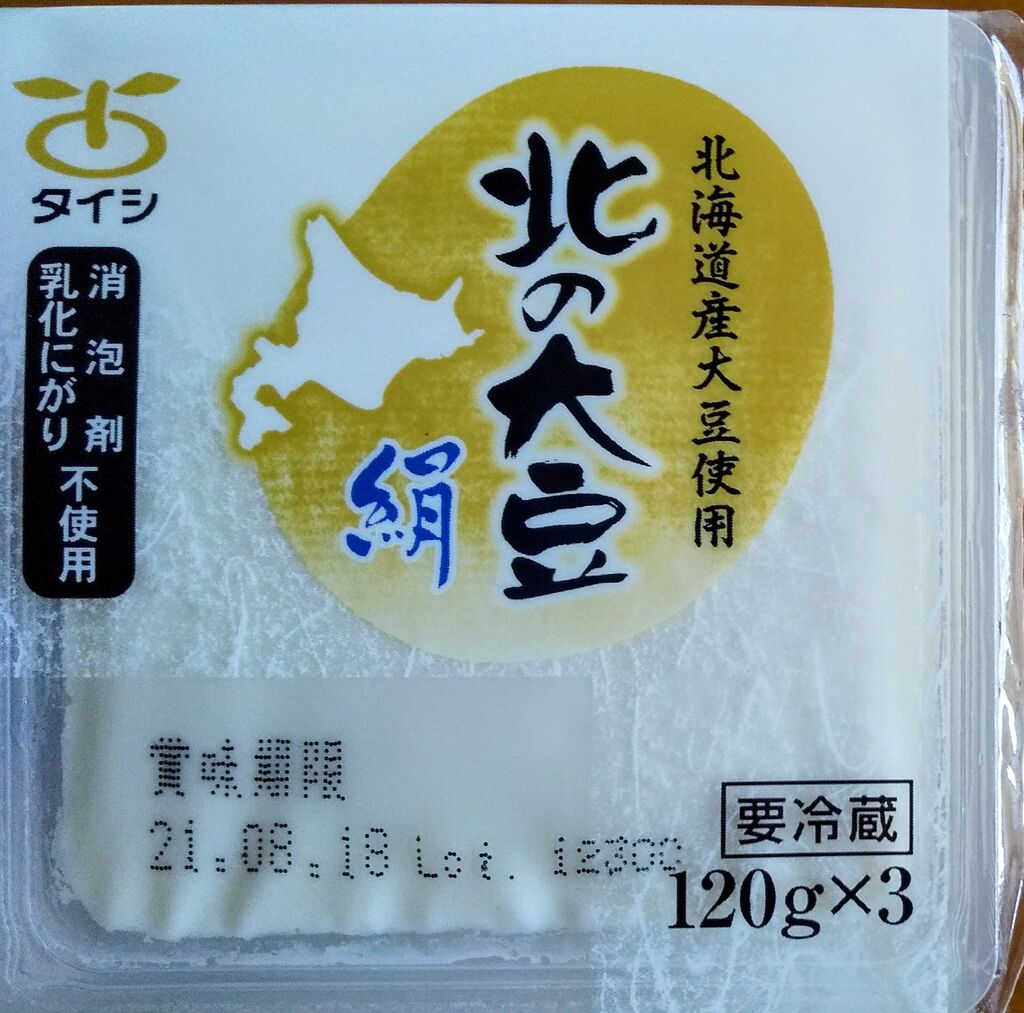 タイシ
消泡剤
乳化にがり
不使用
北海道産大豆使用
北の大豆
絹
賞味期限
21.08.18 Lot.
要冷蔵
120g×3